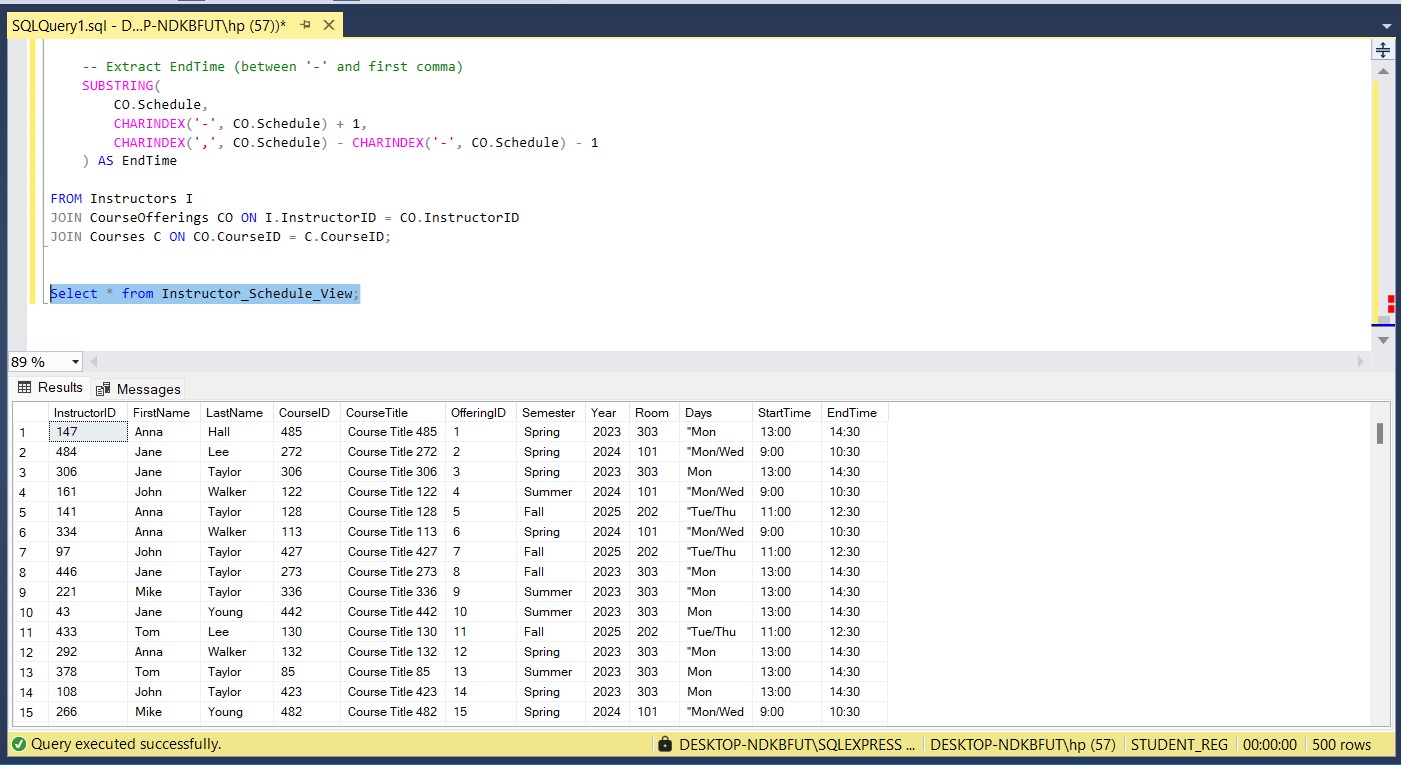 SQLQuery1.sql - D...P-NDKBFUT\hp (57))*
-- Extract EndTime (between '-' and first comma)
SUBSTRING(
CO.Schedule,
CHARINDEX('-', CO.Schedule) + 1,
CHARINDEX(',', CO.Schedule) - CHARINDEX('-', CO.Schedule) - 1
) AS EndTime
FROM Instructors I
JOIN CourseOfferings CO ON I.InstructorID = CO.InstructorID
JOIN Courses C ON CO.CourseID = C.CourseID;
Select * from Instructor_Schedule_View;
89 %
Results Messages
InstructorID FirstName LastName CourseID CourseTitle OfferingID Semester Year Room Days StartTime EndTime
1 147 Anna Hall 485 Course Title 485 1 Spring 2023 303 "Mon 13:00 14:30
2 484 Jane Lee 272 Course Title 272 2 Spring 2024 101 "Mon/Wed 9:00 10:30
3 306 Jane Taylor 306 Course Title 306 3 Spring 2023 303 Mon 13:00 14:30
4 161 John Walker 122 Course Title 122 4 Summer 2024 101 "Mon/Wed 9:00 10:30
5 141 Anna Taylor 128 Course Title 128 5 Fall 2025 202 "Tue/Thu 11:00 12:30
6 334 Anna Walker 113 Course Title 113 6 Spring 2024 101 "Mon/Wed 9:00 10:30
7 97 John Taylor 427 Course Title 427 7 Fall 2025 202 "Tue/Thu 11:00 12:30
8 446 Jane Taylor 273 Course Title 273 8 Fall 2023 303 "Mon 13:00 14:30
9 221 Mike Taylor 336 Course Title 336 9 Summer 2023 303 "Mon 13:00 14:30
10 43 Jane Young 442 Course Title 442 10 Summer 2023 303 Mon 13:00 14:30
11 433 Tom Lee 130 Course Title 130 11 Fall 2025 202 "Tue/Thu 11:00 12:30
12 292 Anna Walker 132 Course Title 132 12 Spring 2023 303 "Mon 13:00 14:30
13 378 Tom Taylor 85 Course Title 85 13 Summer 2023 303 Mon 13:00 14:30
14 108 John Taylor 423 Course Title 423 14 Spring 2023 303 Mon 13:00 14:30
15 266 Mike Young 482 Course Title 482 15 Spring 2024 101 "Mon/Wed 9:00 10:30
Query executed successfully. DESKTOP-NDKBFUT\SQLEXPRESS ... DESKTOP-NDKBFUT\hp (57) STUDENT_REG 00:00:00 500 rows